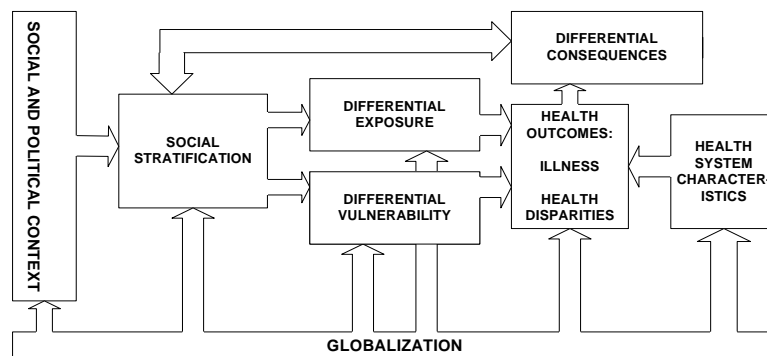 SOCIAL AND POLITICAL CONTEXT
SOCIAL
STRATIFICATION
DIFFERENTIAL
EXPOSURE
DIFFERENTIAL
VULNERABILITY
DIFFERENTIAL
CONSEQUENCES
HEALTH
OUTCOMES:
ILLNESS
HEALTH
DISPARITIES
HEALTH
SYSTEM
CHARACTER-
ISTICS
GLOBALIZATION